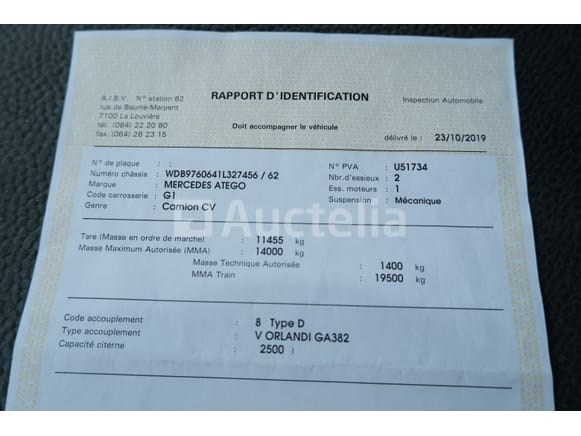 A.I.B.V. N° station 62
rue de Baume-Marpent
7100 La Louvière
tél: (064) 22 20 80
fax: (064) 26 23 15
RAPPORT D'IDENTIFICATION
Doit accompagner le véhicule
Inspection Automobile
délivré le : 23/10/2019
N° de plaque : :
Numéro châssis : WDB9760641L327456 / 62
Marque : MERCEDES ATEGO
Code carrosserie : G1
Genre : Camion CV
N° PVA : U51734
Nbr.d'essieux : 2
Ess. moteurs : 1
Suspension : Mécanique
Auctelia
Tare (Masse en ordre de marche) : 11455 kg
Masse Maximum Autorisée (MMA) : 14000 kg
Masse Technique Autorisée : 1400 kg
MMA Train : 19500 kg
Code accouplement : 8 Type D
Type accouplement : V ORLANDI GA382
Capacité citerne : 2500 l